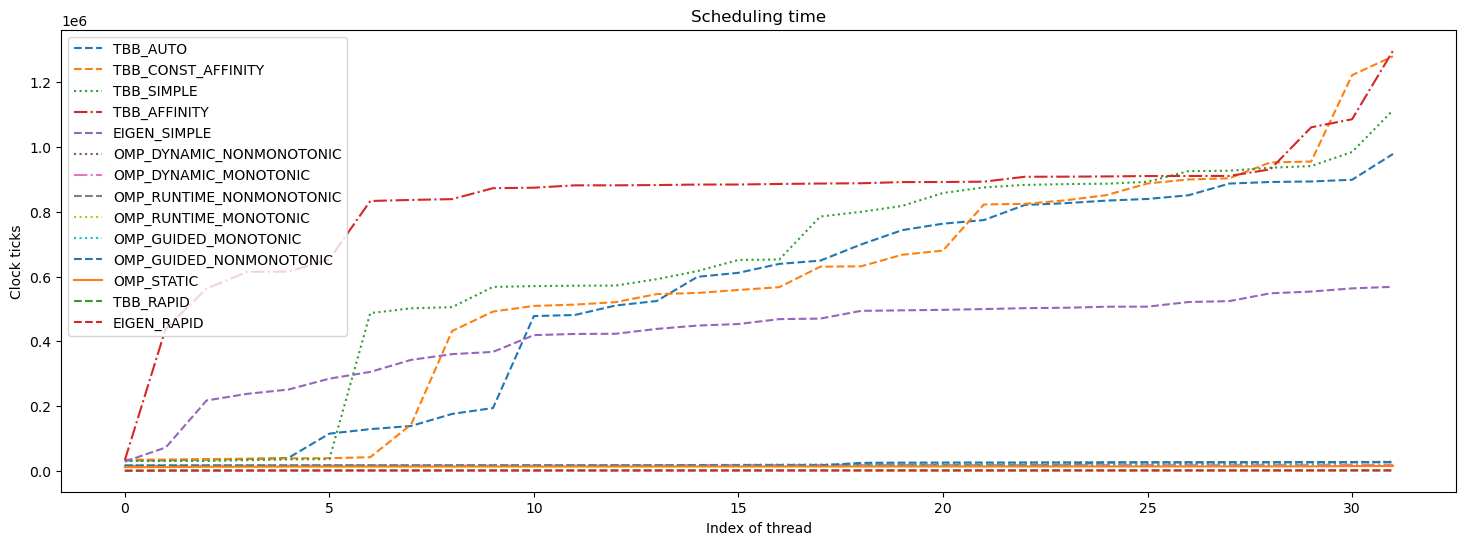 Scheduling time
1e6
TBB_AUTO
TBB_CONST_AFFINITY
TBB_SIMPLE
TBB_AFFINITY
EIGEN_SIMPLE
OMP_DYNAMIC_NONMONOTONIC
OMP_DYNAMIC_MONOTONIC
OMP_RUNTIME_NONMONOTONIC
OMP_RUNTIME_MONOTONIC
OMP_GUIDED_MONOTONIC
OMP_GUIDED_NONMONOTONIC
OMP_STATIC
TBB_RAPID
EIGEN_RAPID
Clock ticks
1.2
1.0
0.8
0.6
0.4
0.2
0.0
0 5 10 15 20 25 30
Index of thread